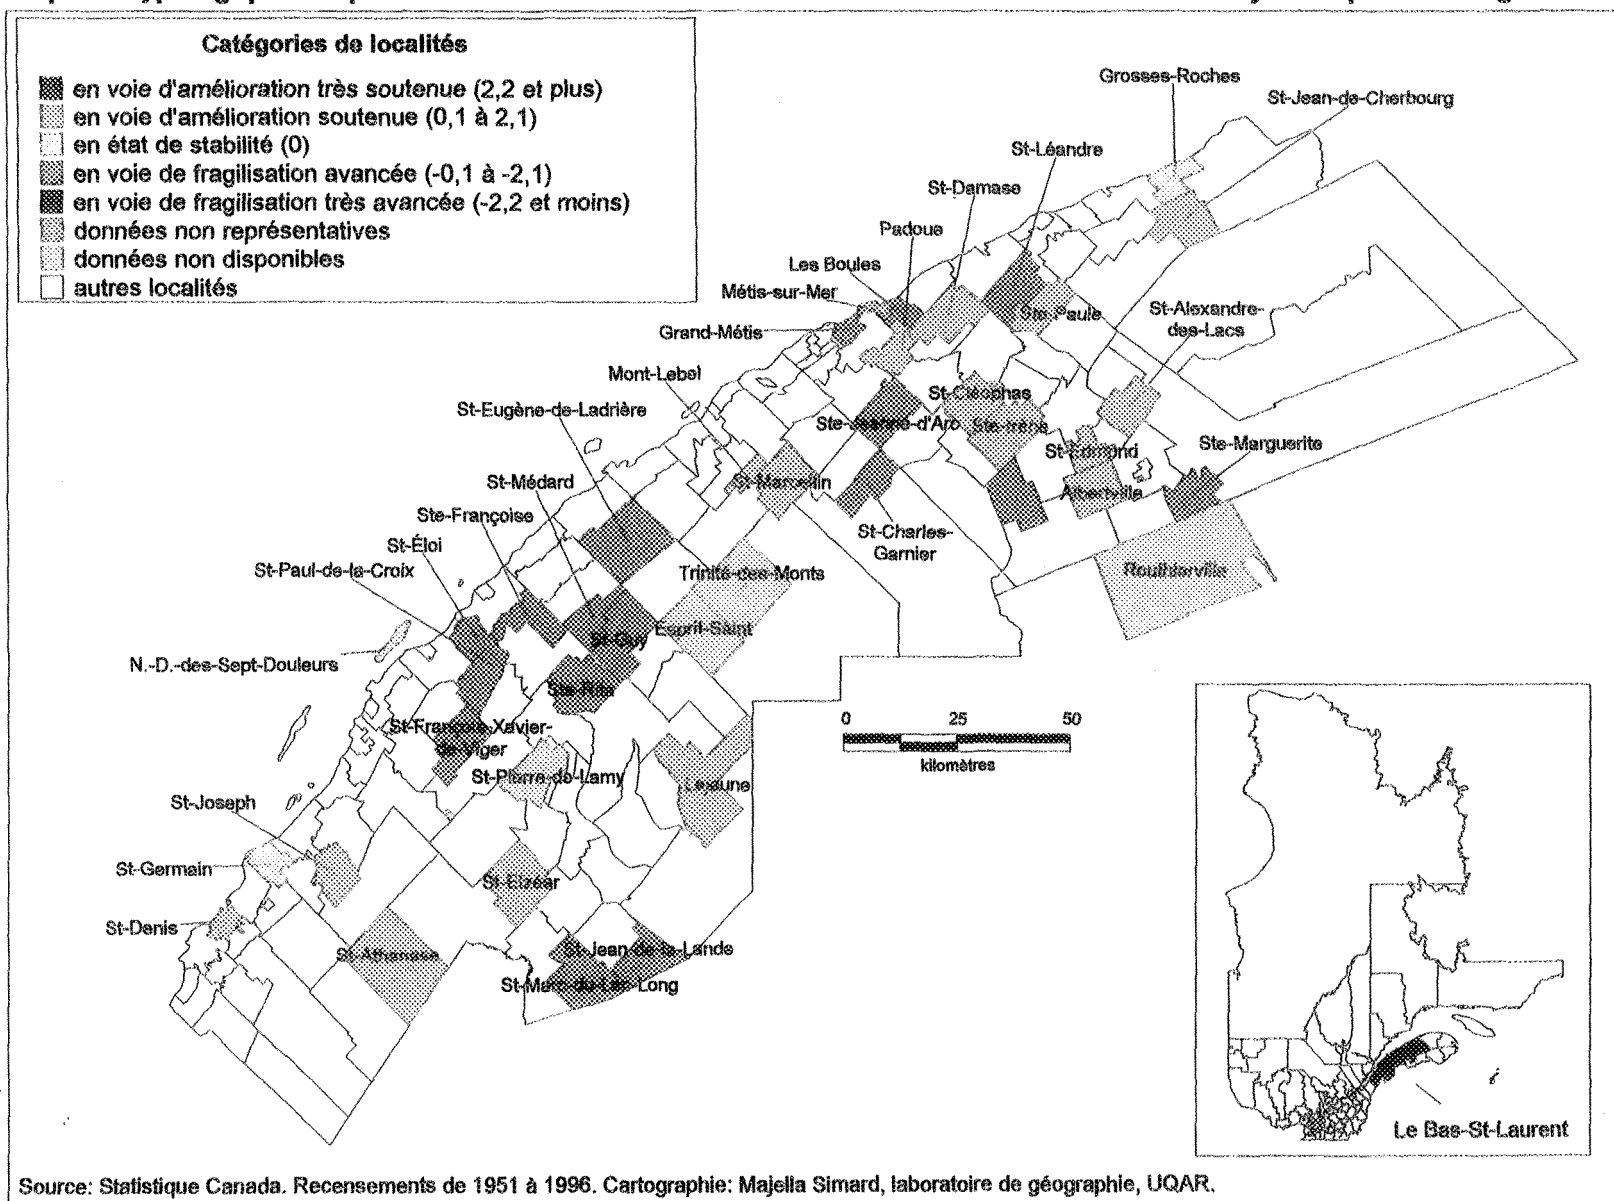 Catégories de localités
en voie d'amélioration très soutenue (2,2 et plus)
en voie d'amélioration soutenue (0,1 à 2,1)
en état de stabilité (0)
en voie de fragilisation avancée (-0,1 à -2,1)
en voie de fragilisation très avancée (-2,2 et moins)
données non représentatives
données non disponibles
autres localités
Grosses-Roches
St-Jean-de-Cherbourg
St-Léandre
St-Damase
Padoue
Les Boules
Métis-sur-Mer
Grand-Métis
Ste-Paule
St-Alexandre-
des-Lacs
Mont-Lebel
St-Cléophas
St-Eugène-de-Ladrière
Ste-Jeanne-d'Arc
Ste-Irène
St-Edmond
Ste-Marguerite
St-Médard
St-Marcellin
Albertville
Ste-Françoise
St-Charles-
Garnier
St-Éloi
St-Paul-de-la-Croix
Trinité-des-Monts
Routhierville
Esprit-Saint
St-Guy
N.-D.-des-Sept-Douleurs
Ste-Rita
St-François-Xavier-
de-Viger
0 25 50
kilomètres
St-Pierre-de-Lamy
Lejeune
St-Joseph
St-Germain
St-Elzéar
St-Denis
St-Athanase
St-Jean-de-la-Lande
St-Marc-du-Lac-Long
Le Bas-St-Laurent
Source: Statistique Canada. Recensements de 1951 à 1996. Cartographie: Majella Simard, laboratoire de géographie, UQAR.